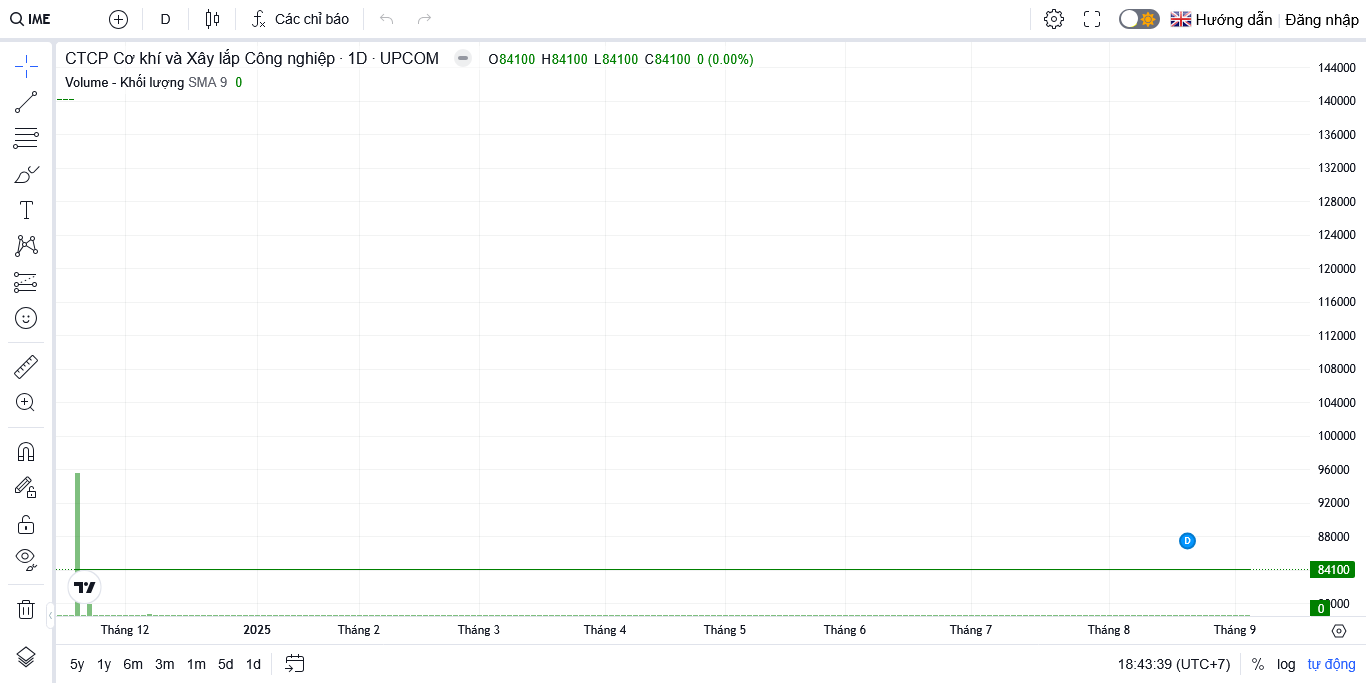 IME D Các chỉ báo Hướng dẫn Đăng nhập
CTCP Cơ khí và Xây lắp Công nghiệp · 1D · UPCOM O84100 H84100 L84100 C84100 0 (0.00%)
Volume - Khối lượng SMA 9 0
144000
140000
136000
132000
128000
124000
120000
116000
112000
108000
104000
100000
96000
92000
88000
D
84100
0
Tháng 12 2025 Tháng 2 Tháng 3 Tháng 4 Tháng 5 Tháng 6 Tháng 7 Tháng 8 Tháng 9
5y 1y 6m 3m 1m 5d 1d 18:43:39 (UTC+7) % log tự động